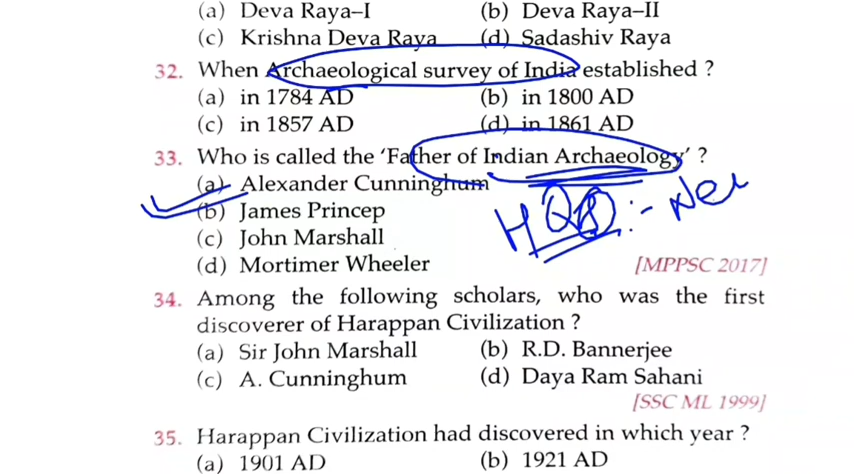 (a) Deva Raya–I (b) Deva Raya–II
(c) Krishna Deva Raya (d) Sadashiv Raya
32. When Archaeological survey of India established ?
(a) in 1784 AD (b) in 1800 AD
(c) in 1857 AD (d) in 1861 AD
33. Who is called the ‘Father of Indian Archaeology’ ?
(a) Alexander Cunninghum
(b) James Princep
(c) John Marshall
HQ
(d) Mortimer Wheeler [MPPSC 2017]
34. Among the following scholars, who was the first
discoverer of Harappan Civilization ?
(a) Sir John Marshall (b) R.D. Bannerjee
(c) A. Cunninghum (d) Daya Ram Sahani
[SSC ML 1999]
35. Harappan Civilization had discovered in which year ?
(a) 1901 AD (b) 1921 AD